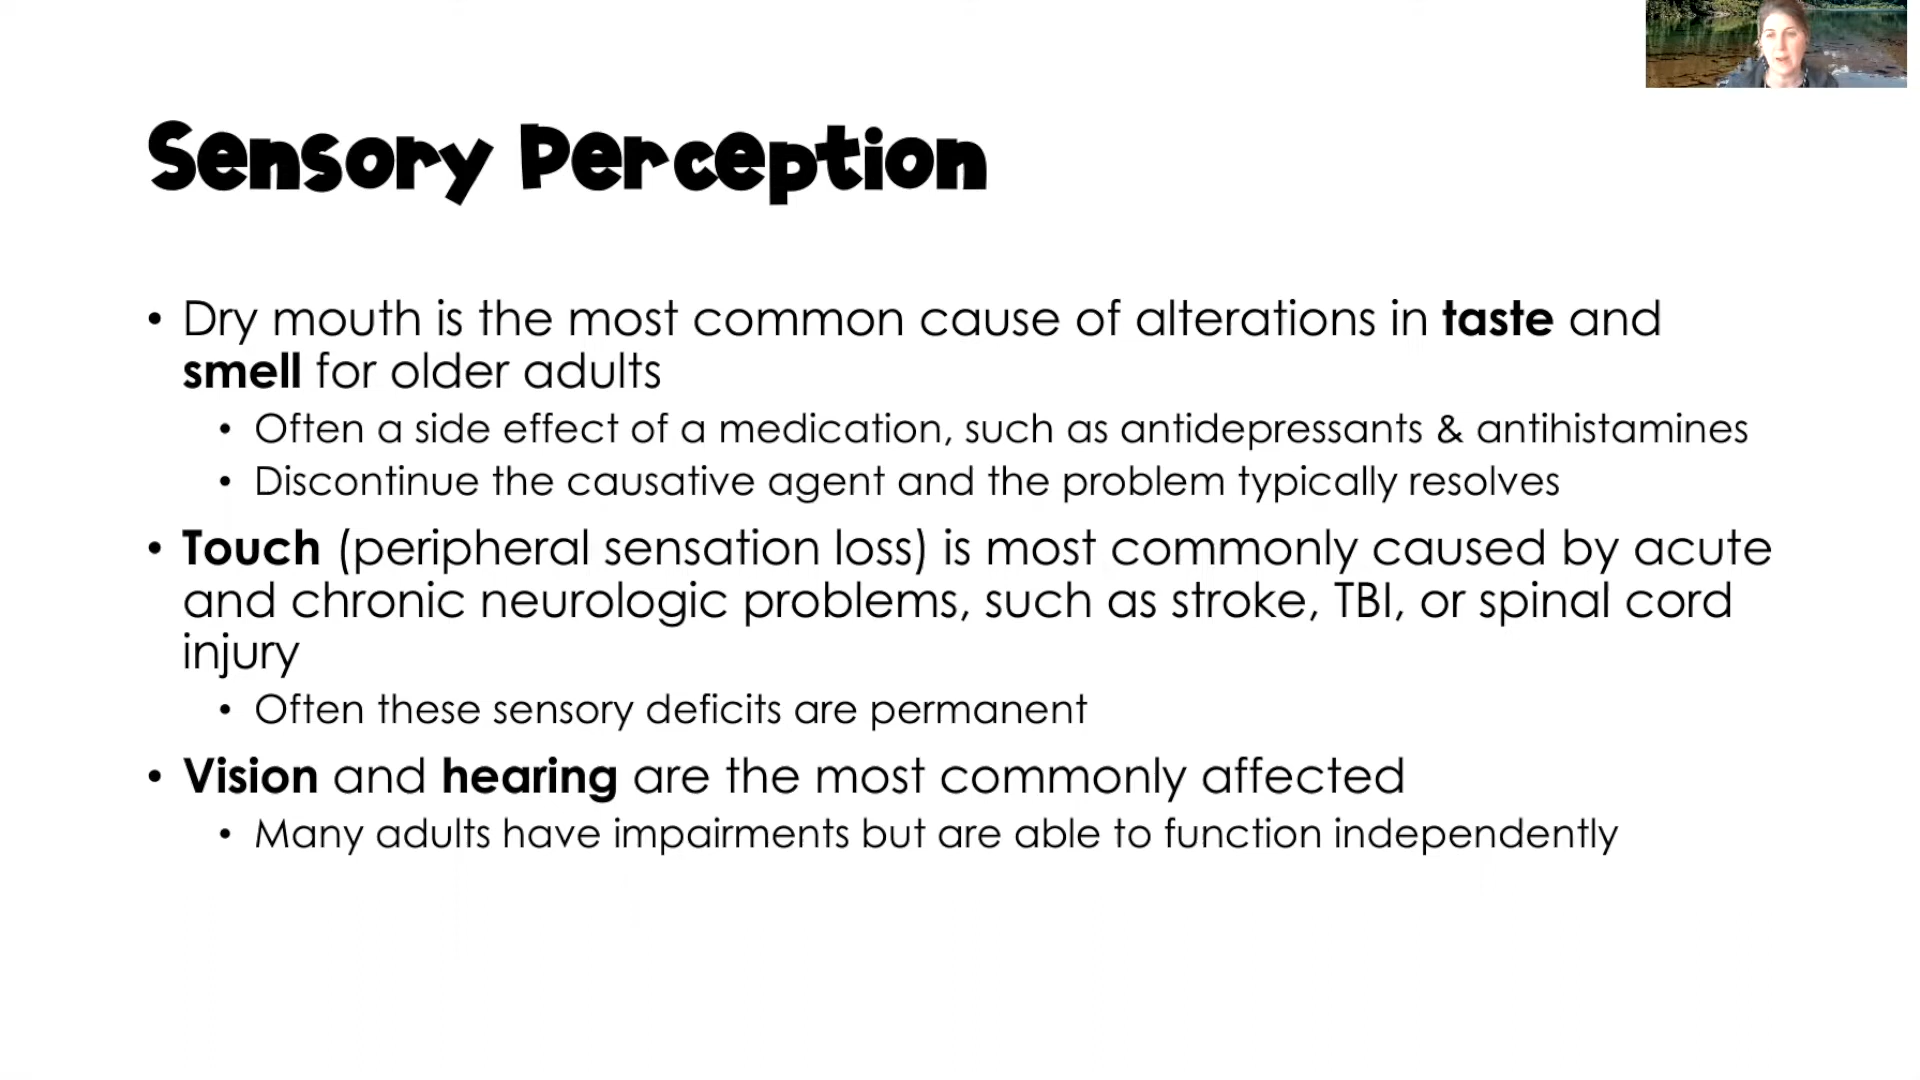 Sensory Perception
• Dry mouth is the most common cause of alterations in taste and
smell for older adults
• Often a side effect of a medication, such as antidepressants & antihistamines
• Discontinue the causative agent and the problem typically resolves
• Touch (peripheral sensation loss) is most commonly caused by acute
and chronic neurologic problems, such as stroke, TBI, or spinal cord
injury
• Often these sensory deficits are permanent
• Vision and hearing are the most commonly affected
• Many adults have impairments but are able to function independently